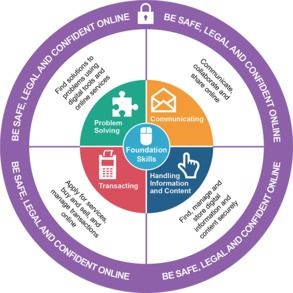 BE SAFE, LEGAL AND CONFIDENT ONLINE
BE SAFE, LEGAL AND CONFIDENT ONLINE
Find solutions to
problems using
digital tools and
online services
Communicate,
collaborate and
share online
Problem
Solving
Communicating
Foundation
Skills
Transacting
Handling
Information
and Content
Apply for services,
buy and sell, and
manage transactions
online
Find, manage and
store digital
information and
content securely
BE SAFE, LEGAL AND CONFIDENT ONLINE
BE SAFE, LEGAL AND CONFIDENT ONLINE